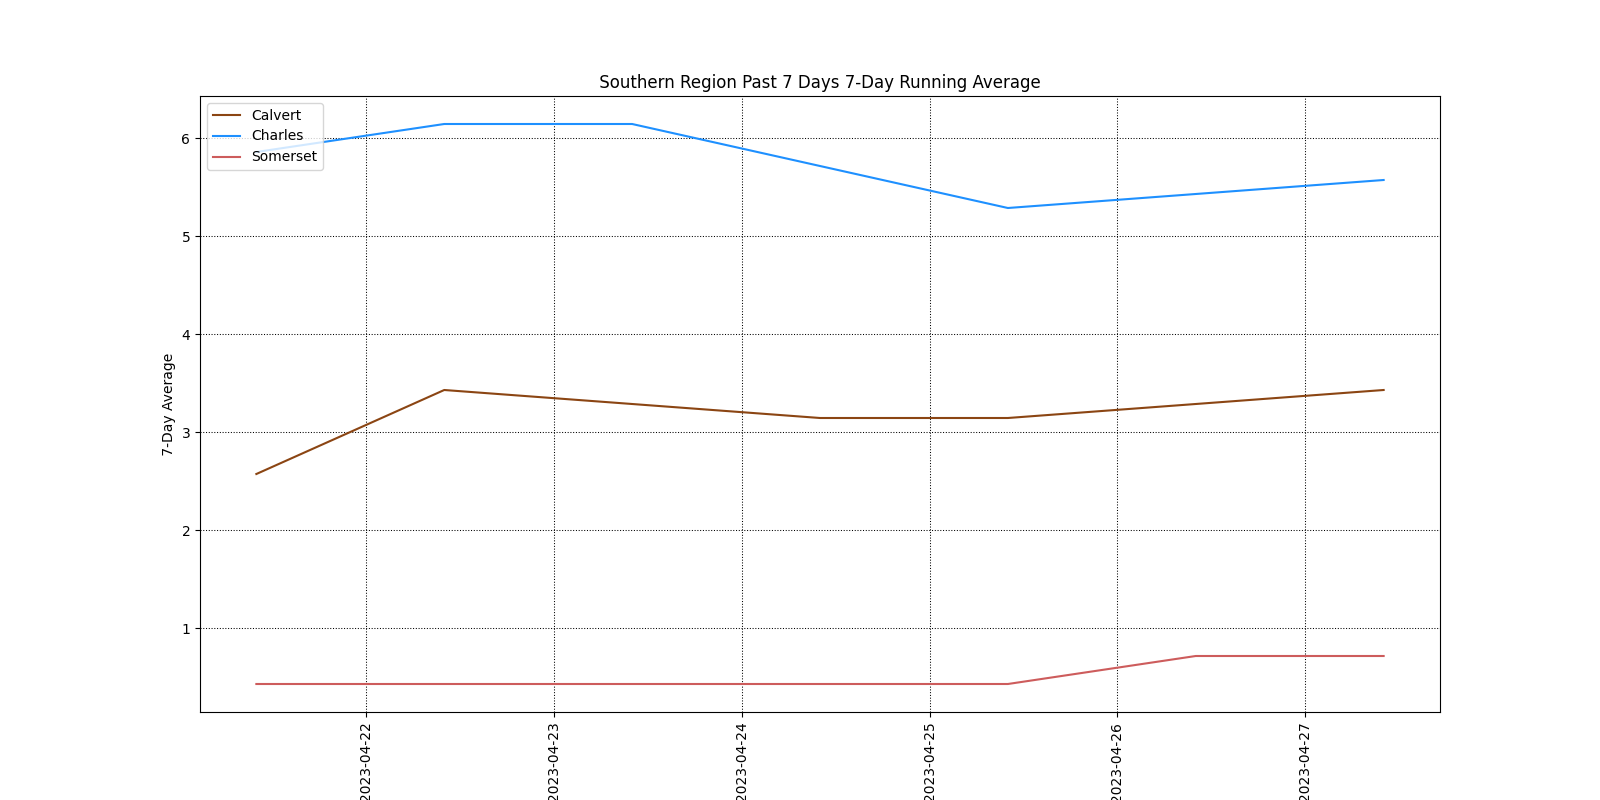 Southern Region Past 7 Days 7-Day Running Average
Calvert
Charles
Somerset
7-Day Average
6
5
4
3
2
1
2023-04-22
2023-04-23
2023-04-24
2023-04-25
2023-04-26
2023-04-27